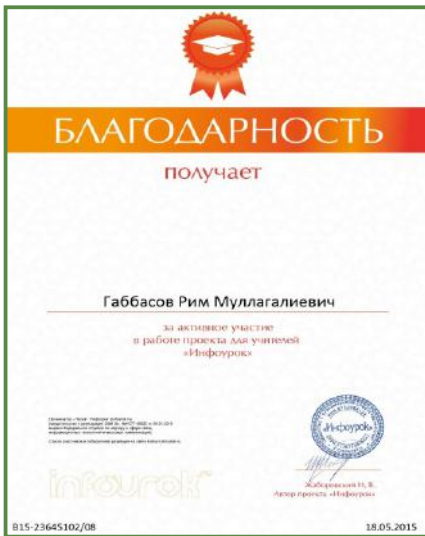 БЛАГОДАРНОСТЬ
получает
Габбасов Рим Муллагалиевич
за активное участие
в работе проекта для учителей
«Инфоурок»
«Инфоурок»
infourok
Жаборовский И. В.
Автор проекта «Инфоурок»
В15-23645102/08
18.05.2015